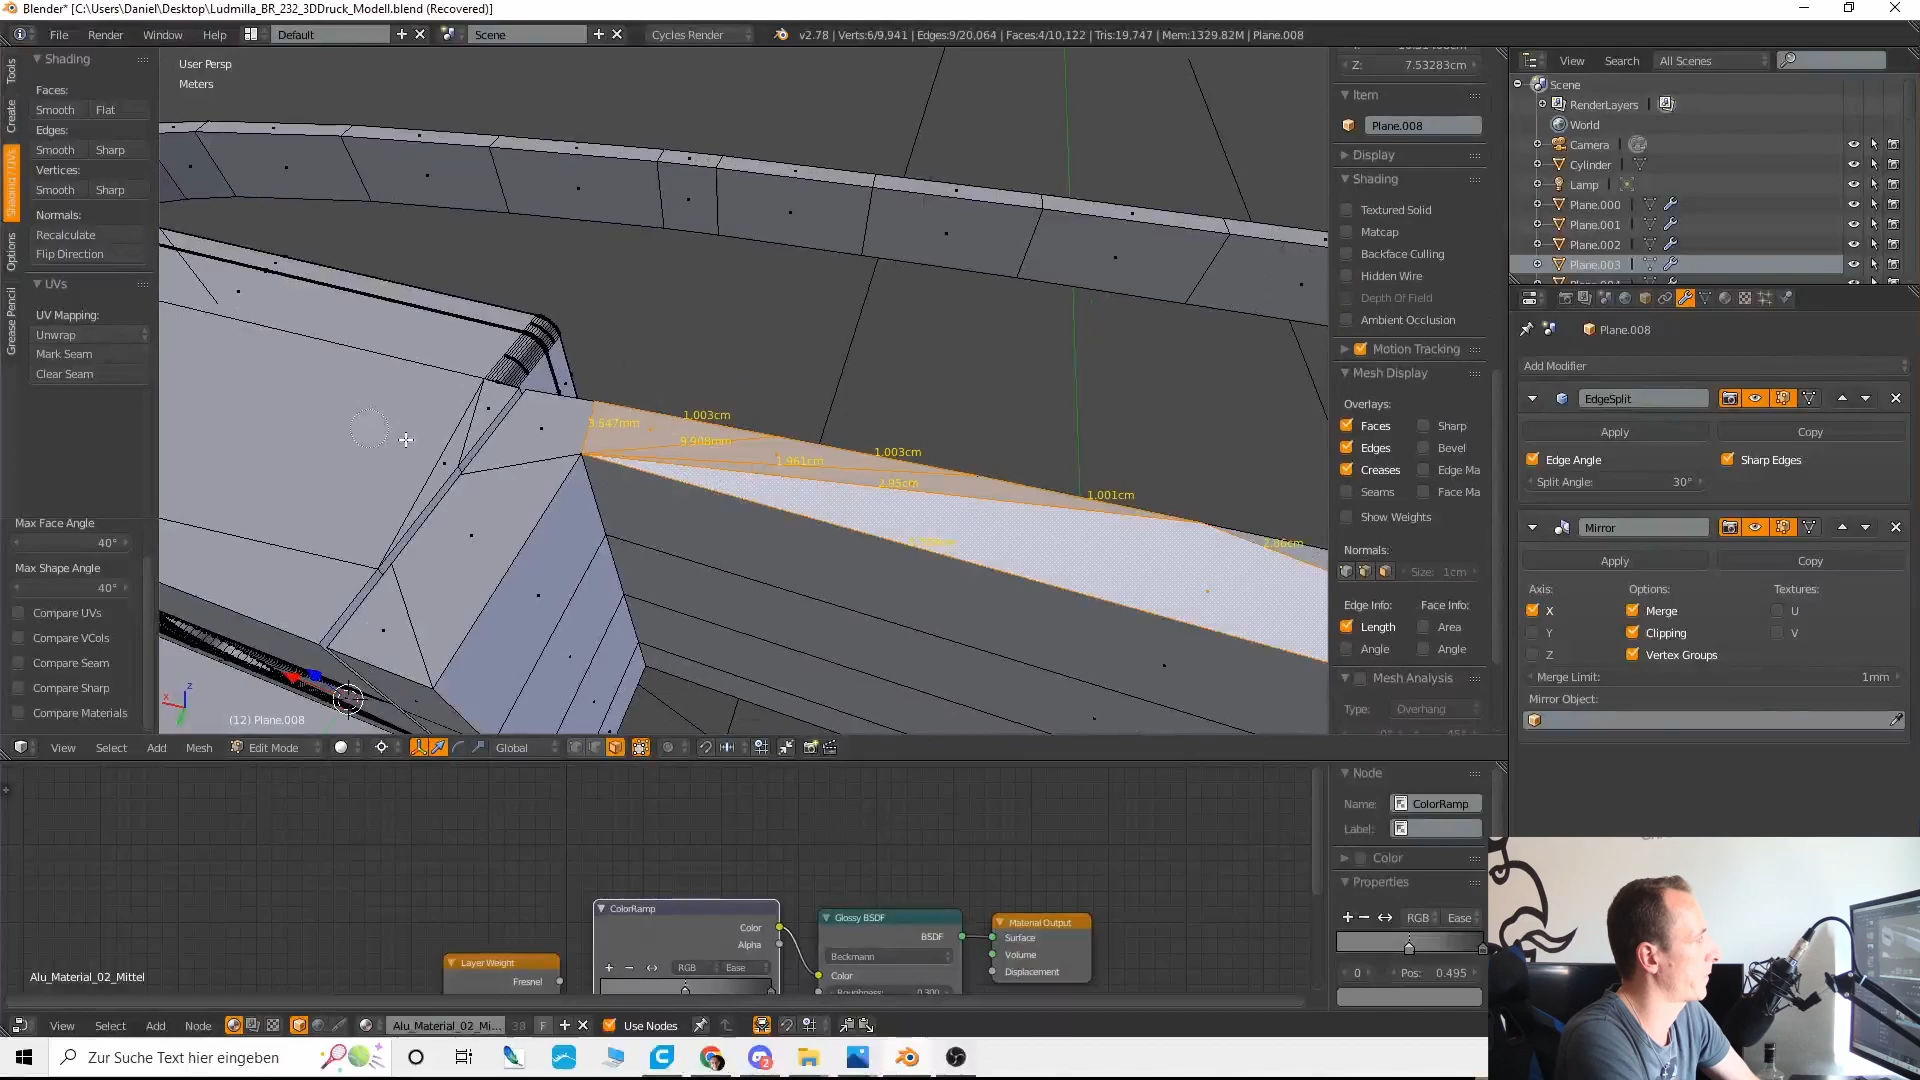 Blender* [C:\Users\Daniel\Desktop\Ludmilla_BR_232_3DDruck_Modell.blend (Recovered)]
File Render Window Help Default Scene Cycles Render v2.78 | Verts:6/9,941 | Edges:9/20,064 | Faces:4/10,122 | Tris:19,747 | Mem:1329.82M | Plane.008
Tools
Create
Shading / UVs
Options
Grease Pencil
Shading
Faces:
Smooth Flat
Edges:
Smooth Sharp
Vertices:
Smooth Sharp
Normals:
Recalculate
Flip Direction
UVs
UV Mapping:
Unwrap
Mark Seam
Clear Seam
Max Face Angle
40°
Max Shape Angle
40°
Compare UVs
Compare VCols
Compare Seam
Compare Sharp
Compare Materials
User Persp
Meters
3.547mm
1.003cm
9.908mm
1.961cm
1.003cm
2.95cm
1.001cm
2.86cm
x
z
(12) Plane.008
View Select Add Mesh Edit Mode Global
Z: 7.53283cm
Item
Plane.008
Display
Shading
Textured Solid
Matcap
Backface Culling
Hidden Wire
Depth Of Field
Ambient Occlusion
Motion Tracking
Mesh Display
Overlays:
Faces Sharp
Edges Bevel
Creases Edge Ma
Seams Face Ma
Show Weights
Normals:
Size: 1cm
Edge Info: Face Info:
Length Area
Angle Angle
Mesh Analysis
Type: Overhang
View Search All Scenes
Scene
RenderLayers
World
Camera
Cylinder
Lamp
Plane.000
Plane.001
Plane.002
Plane.003
Plane.008
Add Modifier
EdgeSplit
Apply Copy
Edge Angle Sharp Edges
Split Angle: 30°
Mirror
Apply Copy
Axis: Options: Textures:
X Merge U
Y Clipping V
Z Vertex Groups
Merge Limit: 1mm
Mirror Object:
Layer Weight
Fresnel
ColorRamp
Color
Alpha
RGB Ease
Glossy BSDF
BSDF
Beckmann
Color
Roughness: 0.300
Material Output
Surface
Volume
Displacement
Alu_Material_02_Mittel
Node
Name: ColorRamp
Label:
Color
Properties
RGB Ease
0 Pos: 0.495
View Select Add Node Alu_Material_02_Mi... 38 F Use Nodes
Zur Suche Text hier eingeben
2